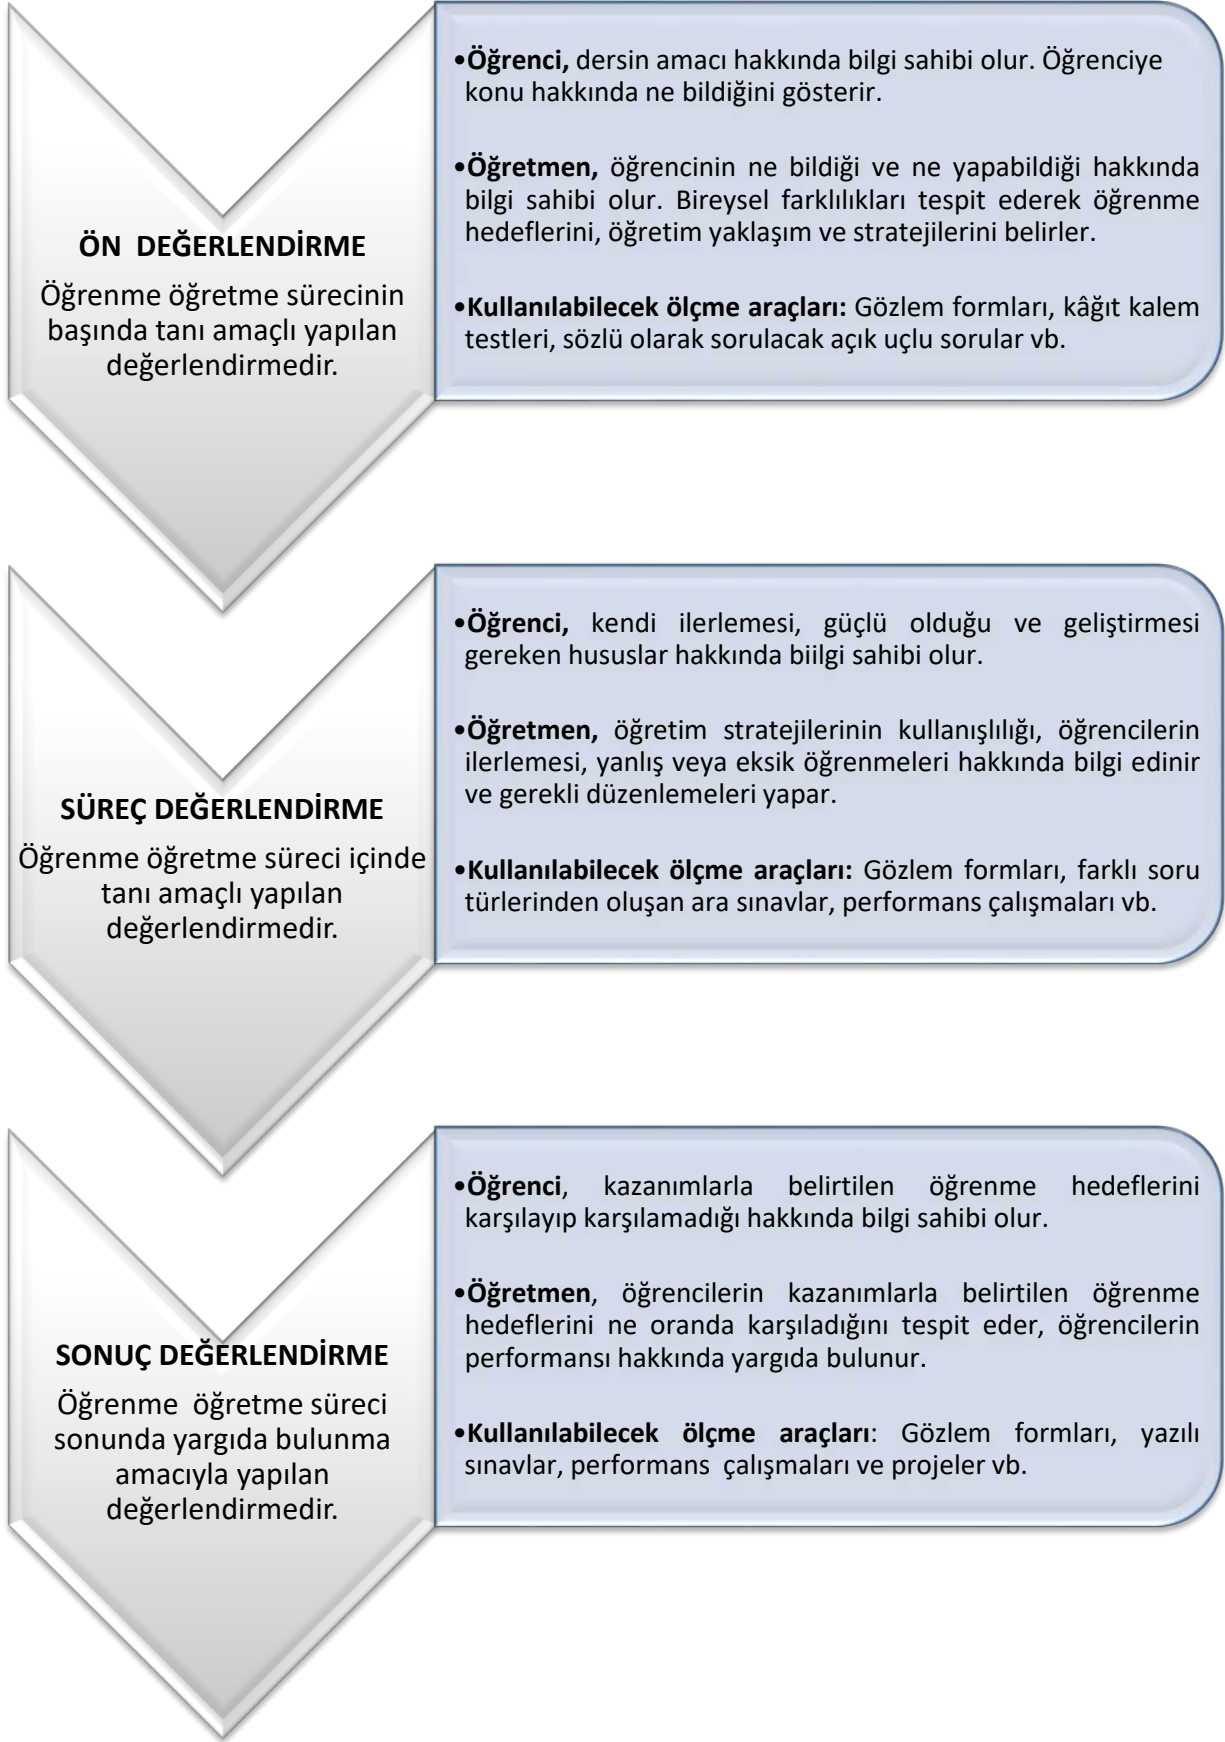 ÖN DEĞERLENDİRME
Öğrenme öğretme sürecinin
başında tanı amaçlı yapılan
değerlendirmedir.
•Öğrenci, dersin amacı hakkında bilgi sahibi olur. Öğrenciye
konu hakkında ne bildiğini gösterir.
•Öğretmen, öğrencinin ne bildiği ve ne yapabildiği hakkında
bilgi sahibi olur. Bireysel farklılıkları tespit ederek öğrenme
hedeflerini, öğretim yaklaşım ve stratejilerini belirler.
•Kullanılabilecek ölçme araçları: Gözlem formları, kâğıt kalem
testleri, sözlü olarak sorulacak açık uçlu sorular vb.
SÜREÇ DEĞERLENDİRME
Öğrenme öğretme süreci içinde
tanı amaçlı yapılan
değerlendirmedir.
•Öğrenci, kendi ilerlemesi, güçlü olduğu ve geliştirmesi
gereken hususlar hakkında biilgi sahibi olur.
•Öğretmen, öğretim stratejilerinin kullanışlılığı, öğrencilerin
ilerlemesi, yanlış veya eksik öğrenmeleri hakkında bilgi edinir
ve gerekli düzenlemeleri yapar.
•Kullanılabilecek ölçme araçları: Gözlem formları, farklı soru
türlerinden oluşan ara sınavlar, performans çalışmaları vb.
SONUÇ DEĞERLENDİRME
Öğrenme öğretme süreci
sonunda yargıda bulunma
amacıyla yapılan
değerlendirmedir.
•Öğrenci, kazanımlarla belirtilen öğrenme hedeflerini
karşılayıp karşılamadığı hakkında bilgi sahibi olur.
•Öğretmen, öğrencilerin kazanımlarla belirtilen öğrenme
hedeflerini ne oranda karşıladığını tespit eder, öğrencilerin
performansı hakkında yargıda bulunur.
•Kullanılabilecek ölçme araçları: Gözlem formları, yazılı
sınavlar, performans çalışmaları ve projeler vb.